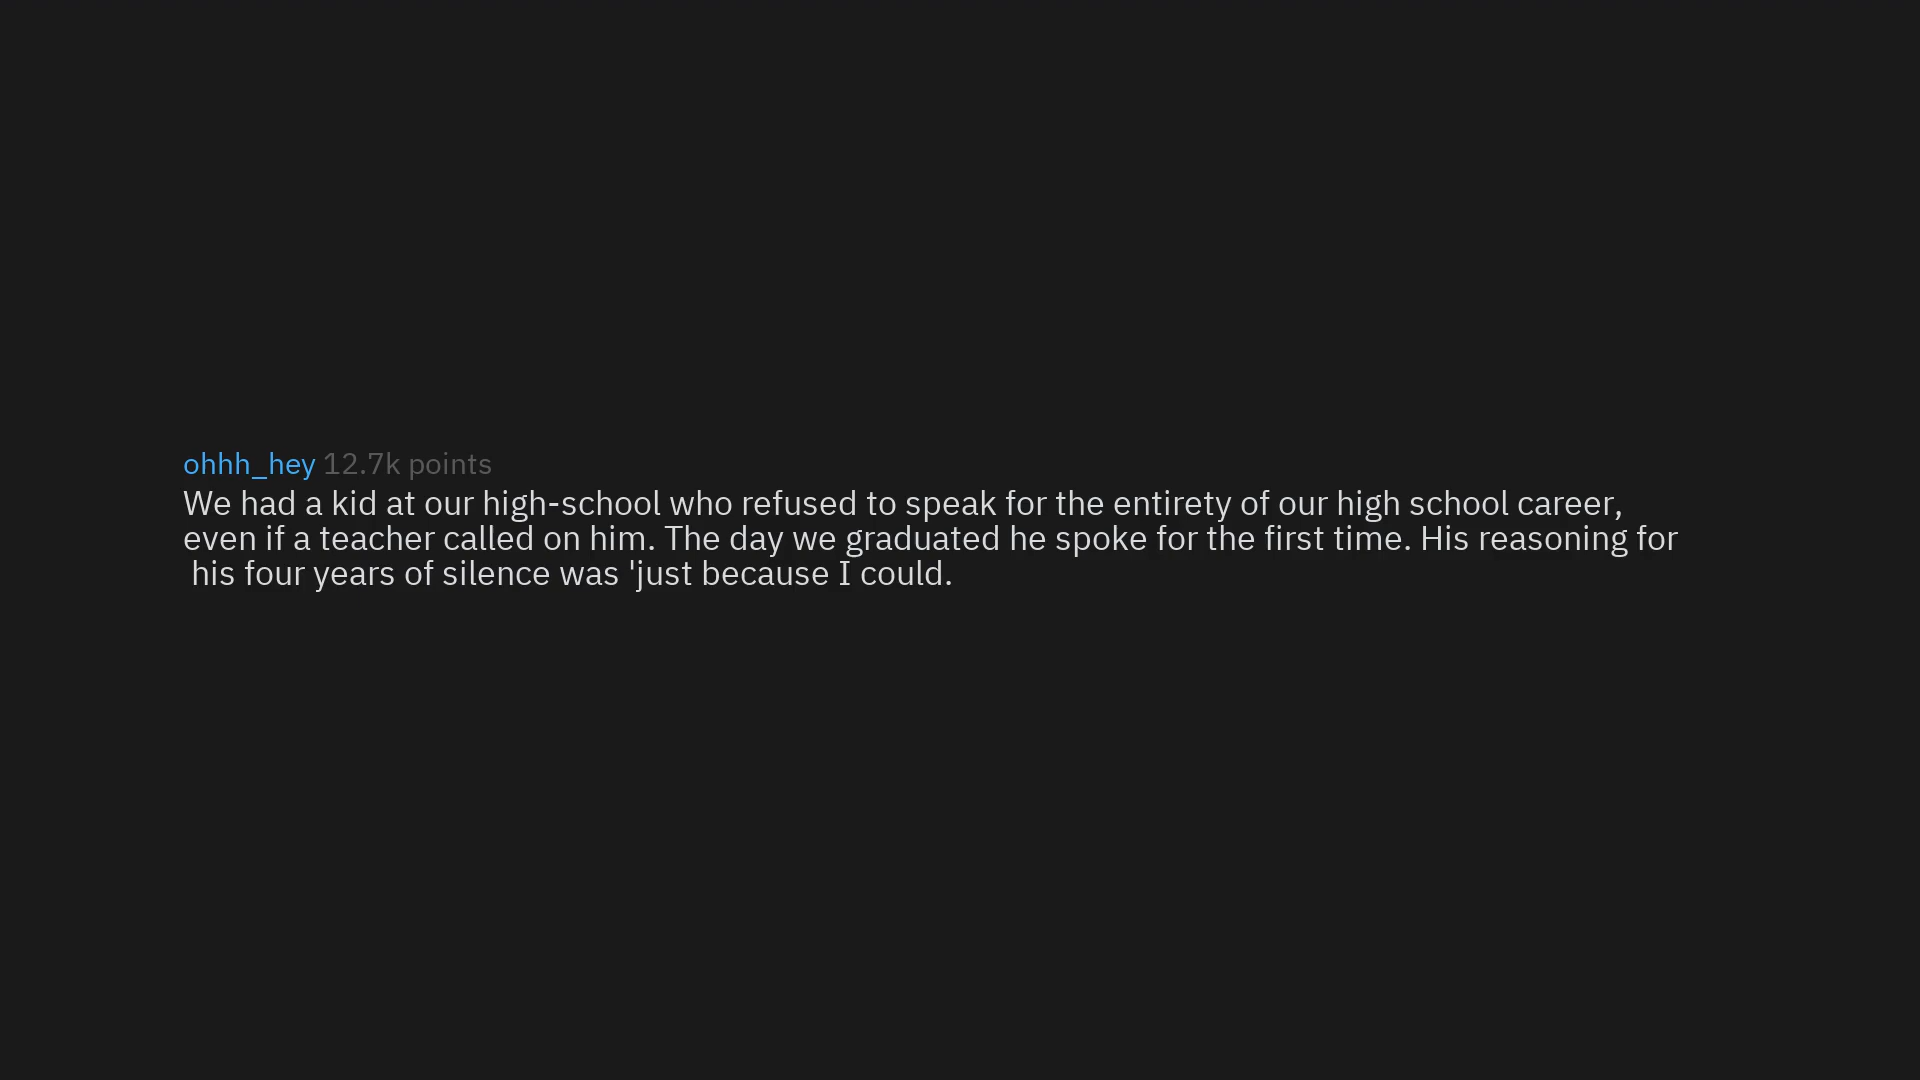 ohhh_hey 12.7k points
We had a kid at our high-school who refused to speak for the entirety of our high school career,
even if a teacher called on him. The day we graduated he spoke for the first time. His reasoning for
his four years of silence was 'just because I could.